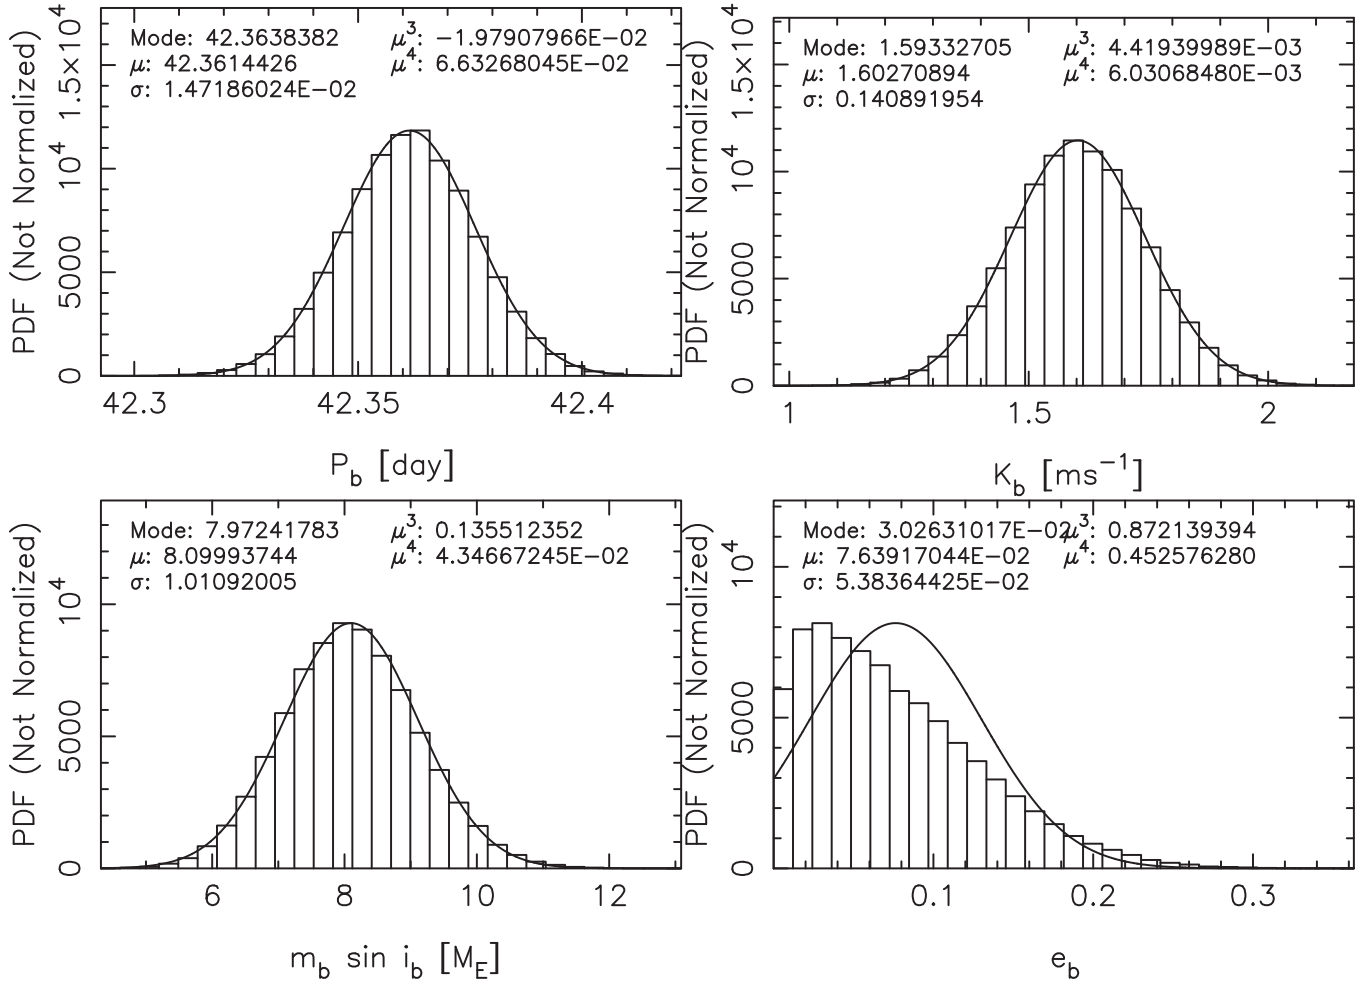 Mode: 42.3638382 μ³: −1.97907966E−02
μ: 42.3614426 μ⁴: 6.63268045E−02
σ: 1.47186024E−02
PDF (Not Normalized)
0 5000 10⁴ 1.5×10⁴
42.3 42.35 42.4
P_b [day]
Mode: 1.59332705 μ³: 4.41939989E−03
μ: 1.60270894 μ⁴: 6.03068480E−03
σ: 0.140891954
PDF (Not Normalized)
0 5000 10⁴ 1.5×10⁴
1 1.5 2
K_b [ms⁻¹]
Mode: 7.97241783 μ³: 0.135512352
μ: 8.09993744 μ⁴: 4.34667245E−02
σ: 1.01092005
PDF (Not Normalized)
0 5000 10⁴
6 8 10 12
m_b sin i_b [M_E]
Mode: 3.02631017E−02 μ³: 0.872139394
μ: 7.63917044E−02 μ⁴: 0.452576280
σ: 5.38364425E−02
PDF (Not Normalized)
0 5000 10⁴
0.1 0.2 0.3
e_b